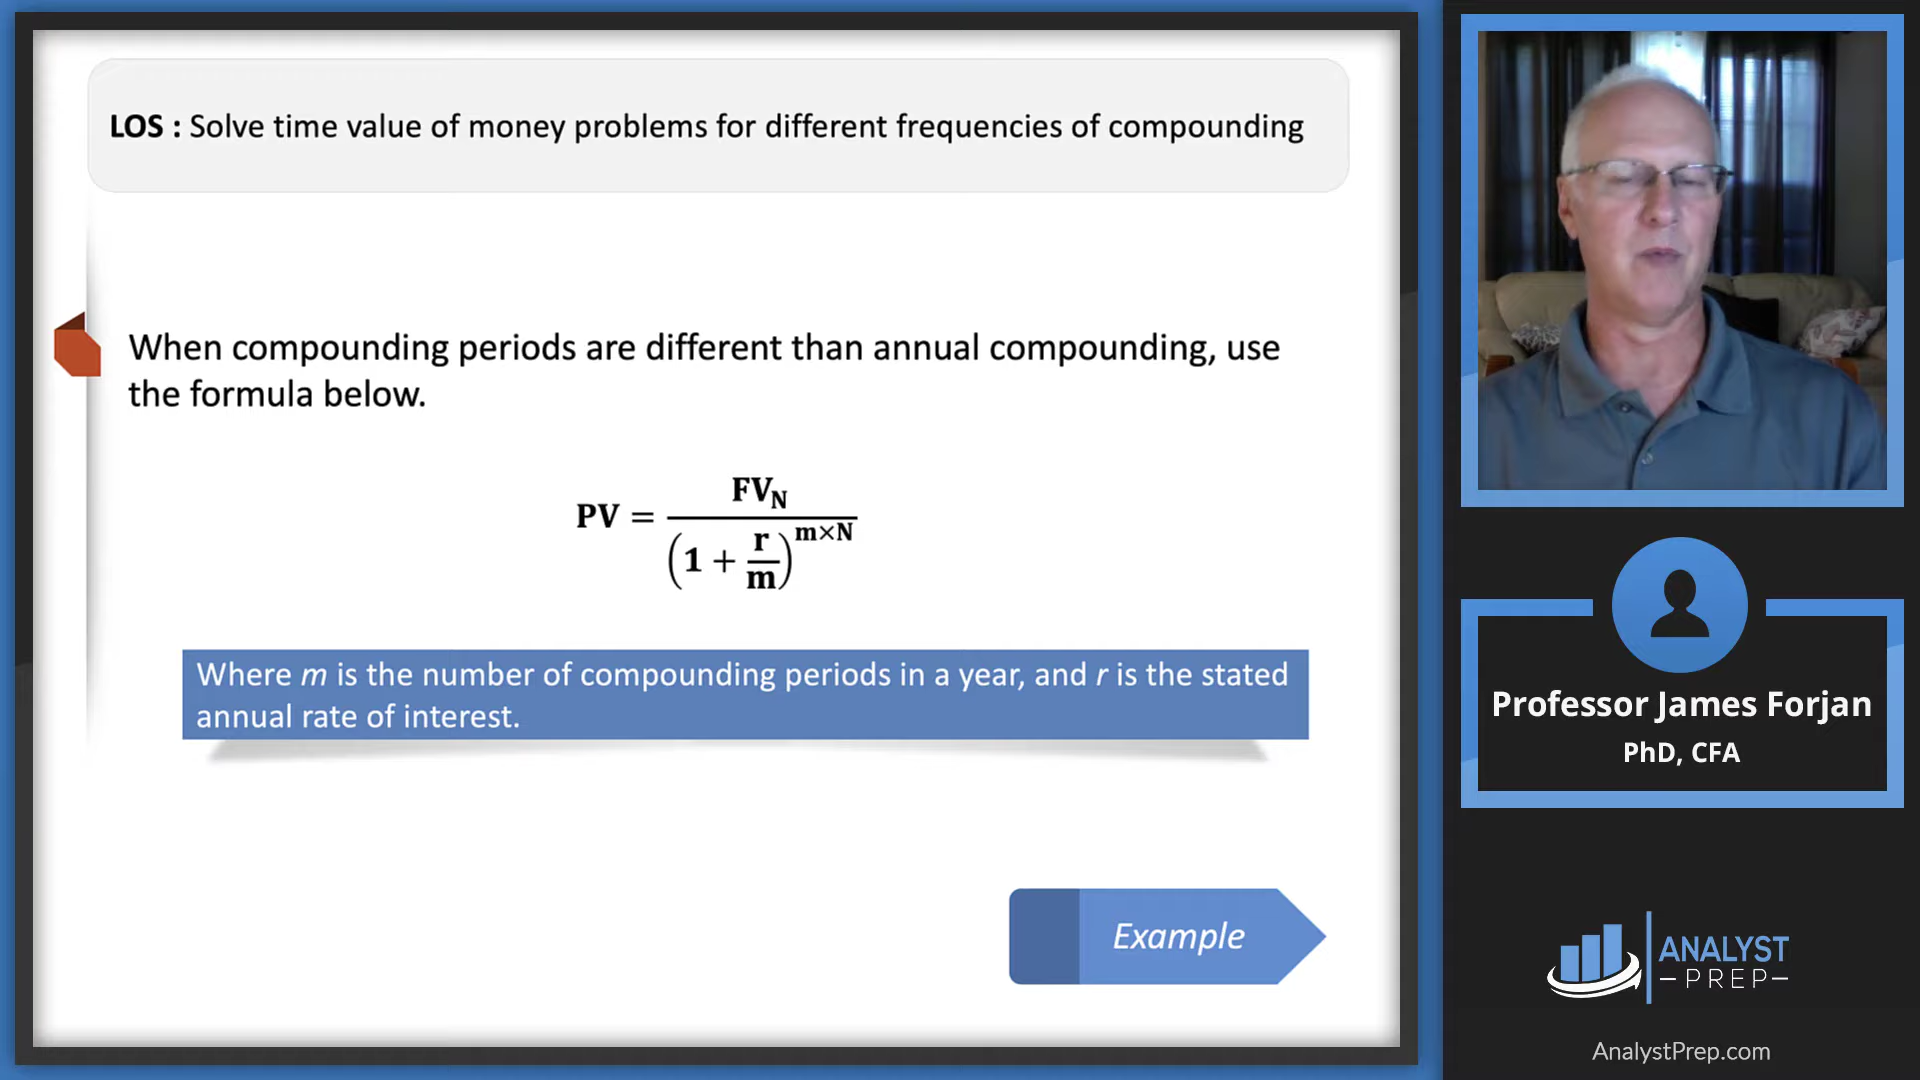 LOS : Solve time value of money problems for different frequencies of compounding
When compounding periods are different than annual compounding, use
the formula below.
PV = FV_N / (1 + r/m)^{m×N}
Where m is the number of compounding periods in a year, and r is the stated
annual rate of interest.
Example
Professor James Forjan
PhD, CFA
ANALYST
PREP
AnalystPrep.com